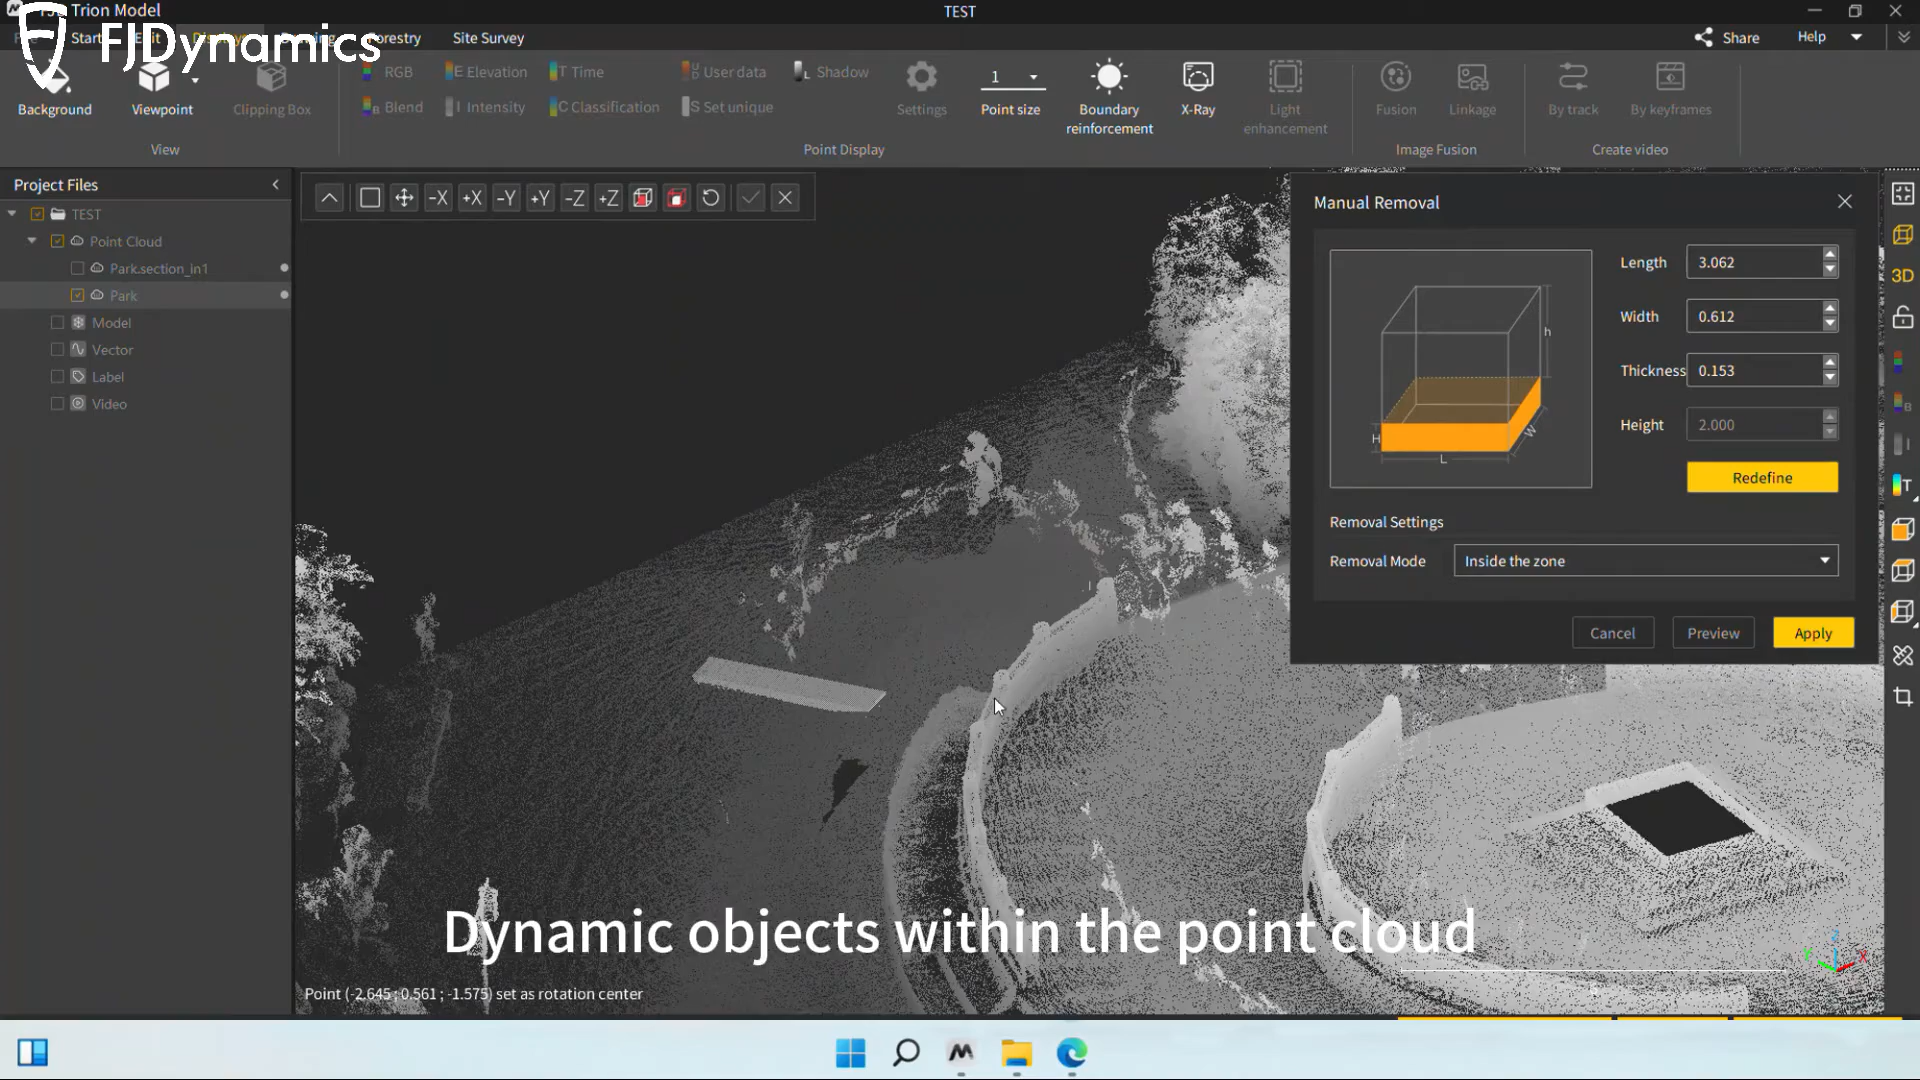 Trion Model
TEST
FJDynamics
Start
Forestry
Site Survey
Share
Help
Background
Viewpoint
Clipping Box
View
RGB
E Elevation
T Time
User data
Shadow
Blend
Intensity
C Classification
S Set unique
Settings
1
Point size
Boundary
reinforcement
X-Ray
Light
enhancement
Point Display
Fusion
Linkage
Image Fusion
By track
By keyframes
Create video
Project Files
TEST
Point Cloud
Park.section_in1
Park
Model
Vector
Label
Video
-X
+X
-Y
+Y
-Z
+Z
Manual Removal
h
H
L
W
Length
3.062
Width
0.612
Thickness
0.153
Height
2.000
Redefine
Removal Settings
Removal Mode
Inside the zone
Cancel
Preview
Apply
3D
B
I
T
Dynamic objects within the point cloud
Point (-2.645 ; 0.561 ; -1.575) set as rotation center